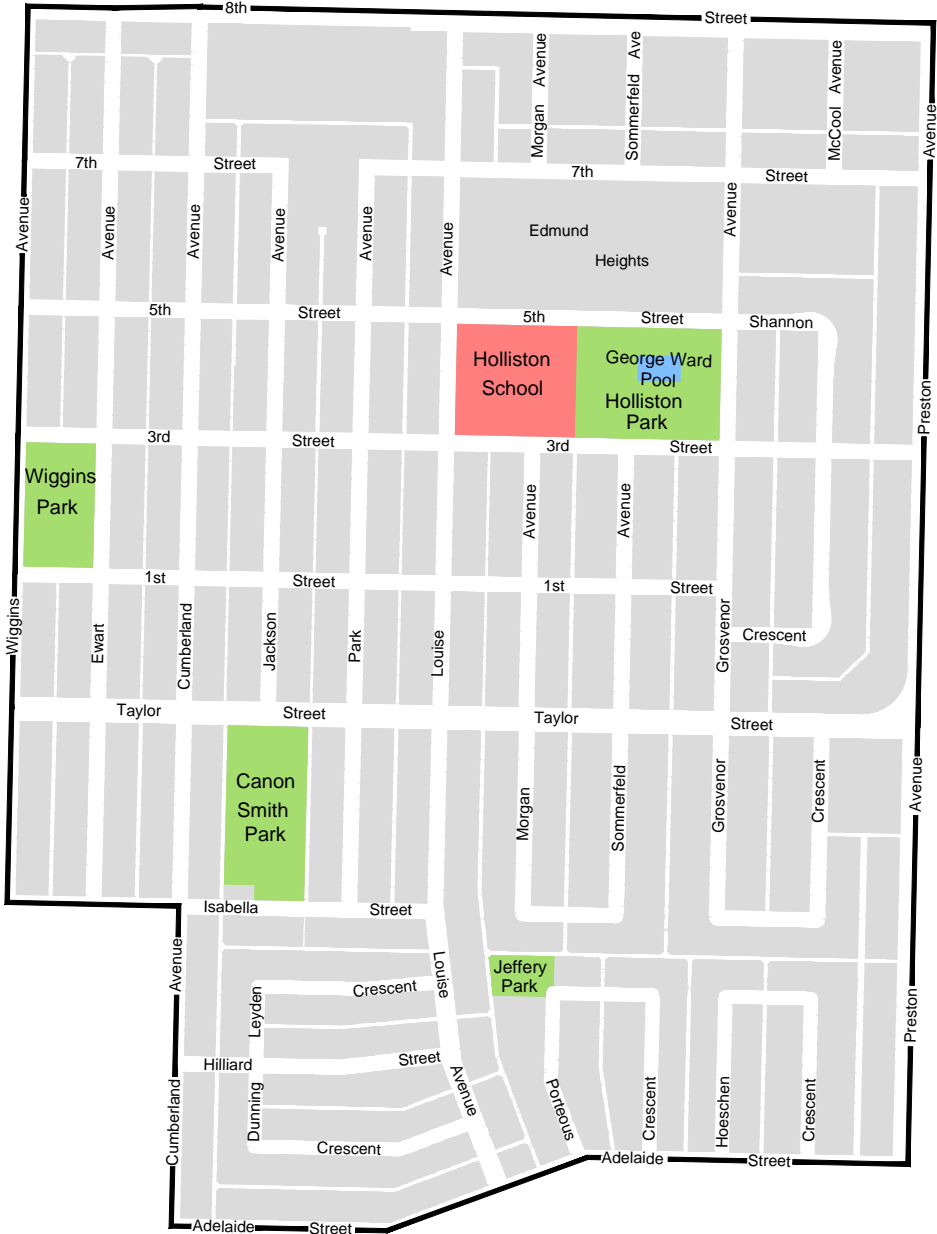 8th
Street
Avenue
Morgan
Ave
Sommerfeld
Avenue
McCool
Avenue
7th
Street
7th
Street
Avenue
Avenue
Avenue
Avenue
Avenue
Avenue
Avenue
Edmund
Heights
5th
Street
5th
Street
Shannon
Holliston
School
George Ward
Pool
Holliston
Park
Preston
3rd
Street
3rd
Street
Wiggins
Park
Avenue
Avenue
1st
Street
1st
Street
Wiggins
Ewart
Cumberland
Jackson
Park
Louise
Grosvenor
Crescent
Taylor
Street
Taylor
Street
Canon
Smith
Park
Morgan
Sommerfeld
Grosvenor
Crescent
Avenue
Isabella
Street
Avenue
Louise
Jeffery
Park
Leyden
Crescent
Preston
Hilliard
Street
Avenue
Cumberland
Dunning
Crescent
Porteous
Crescent
Hoeschen
Crescent
Adelaide
Street
Adelaide
Street